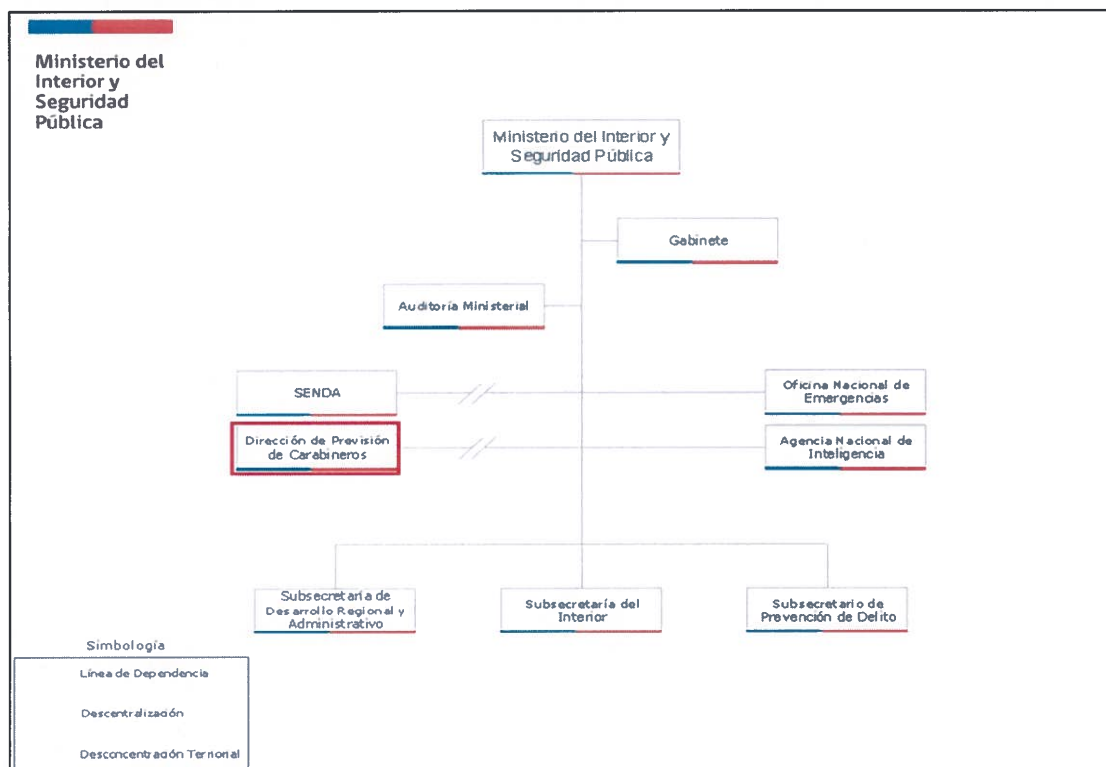 Ministerio del
Interior y
Seguridad
Pública
Ministerio del Interior y
Seguridad Pública
Gabinete
Auditoría Ministerial
SENDA
Oficina Nacional de
Emergencias
Dirección de Previsión
de Carabineros
Agencia Nacional de
Inteligencia
Subsecretaría de
Desarrollo Regional y
Administrativo
Subsecretaría del
Interior
Subsecretario de
Prevención de Delito
Simbología
Línea de Dependencia
Descentralización
Desconcentración Territorial